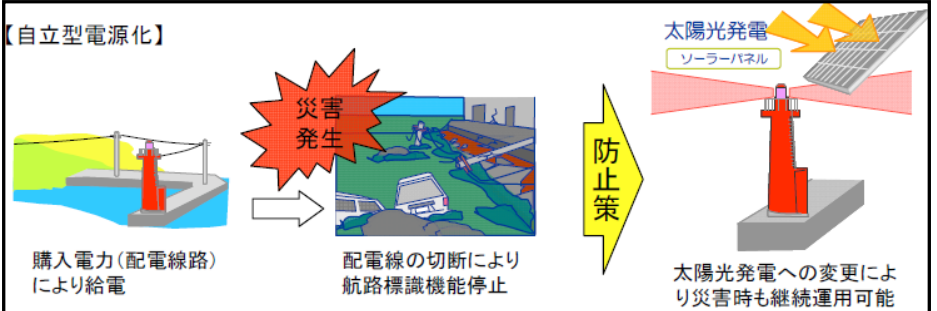 【自立型電源化】
災害
発生
太陽光発電
ソーラーパネル
防止策
購入電力(配電線路)
により給電
配電線の切断により
航路標識機能停止
太陽光発電への変更によ
り災害時も継続運用可能